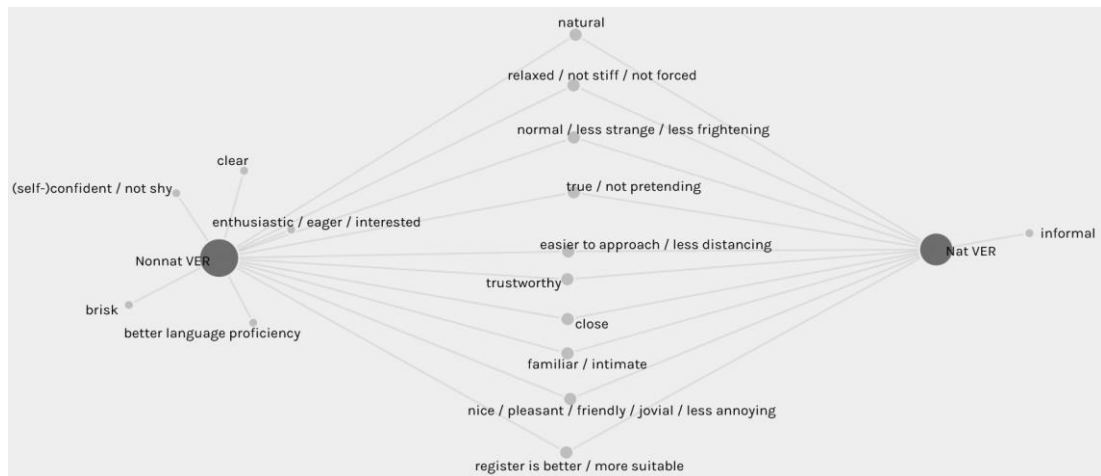 natural
relaxed / not stiff / not forced
normal / less strange / less frightening
clear
(self-)confident / not shy
true / not pretending
enthusiastic / eager / interested
informal
easier to approach / less distancing
Nonnat VER
Nat VER
trustworthy
brisk
close
better language proficiency
familiar / intimate
nice / pleasant / friendly / jovial / less annoying
register is better / more suitable